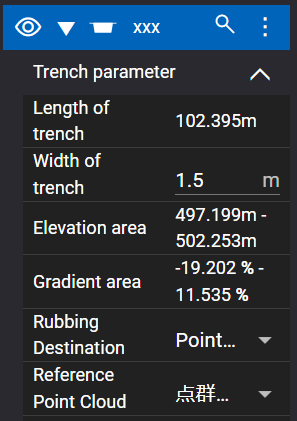 xxx
Trench parameter
Length of
trench
102.395m
Width of
trench
1.5 m
Elevation area
497.199m -
502.253m
Gradient area
-19.202 % -
11.535 %
Rubbing
Destination
Point...
Reference
Point Cloud
点群...